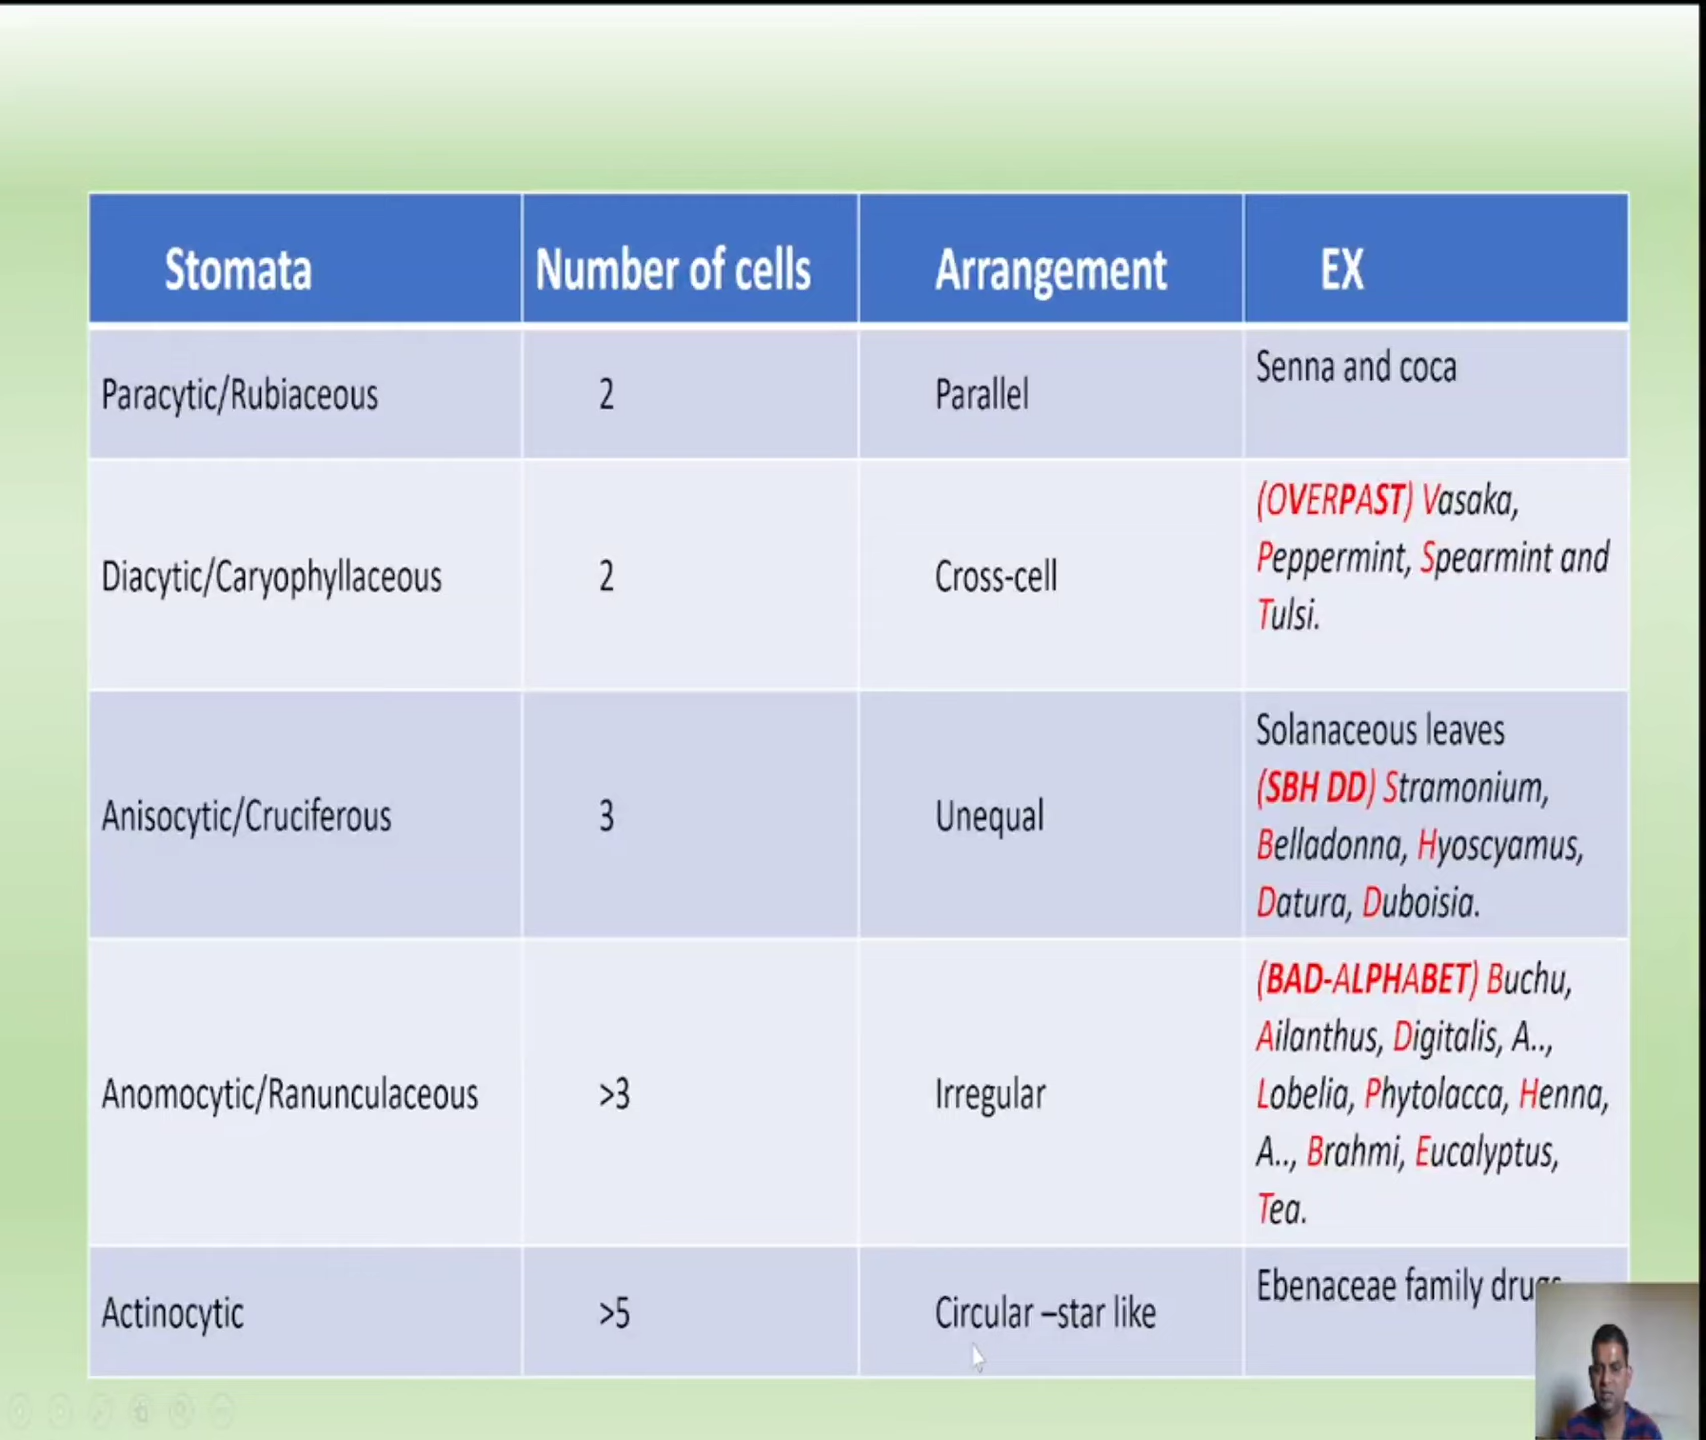 Stomata
Number of cells
Arrangement
EX
Paracytic/Rubiaceous
2
Parallel
Senna and coca
Diacytic/Caryophyllaceous
2
Cross-cell
(OVERPAST) Vasaka,
Peppermint, Spearmint and
Tulsi.
Anisocytic/Cruciferous
3
Unequal
Solanaceous leaves
(SBH DD) Stramonium,
Belladonna, Hyoscyamus,
Datura, Duboisia.
Anomocytic/Ranunculaceous
>3
Irregular
(BAD-ALPHABET) Buchu,
Ailanthus, Digitalis, A..,
Lobelia, Phytolacca, Henna,
A.., Brahmi, Eucalyptus,
Tea.
Actinocytic
>5
Circular –star like
Ebenaceae family drugs